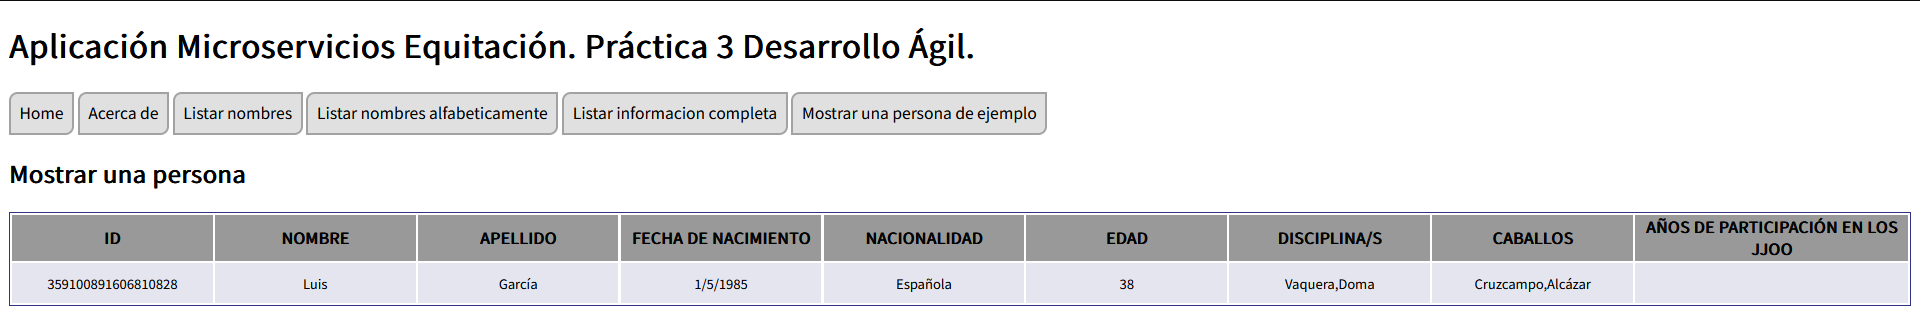 Aplicación Microservicios Equitación. Práctica 3 Desarrollo Ágil.
Home Acerca de Listar nombres Listar nombres alfabeticamente Listar informacion completa Mostrar una persona de ejemplo
Mostrar una persona
ID NOMBRE APELLIDO FECHA DE NACIMIENTO NACIONALIDAD EDAD DISCIPLINA/S CABALLOS AÑOS DE PARTICIPACIÓN EN LOS
JJOO
359100891606810828 Luis García 1/5/1985 Española 38 Vaquera,Doma Cruzcampo,Alcázar